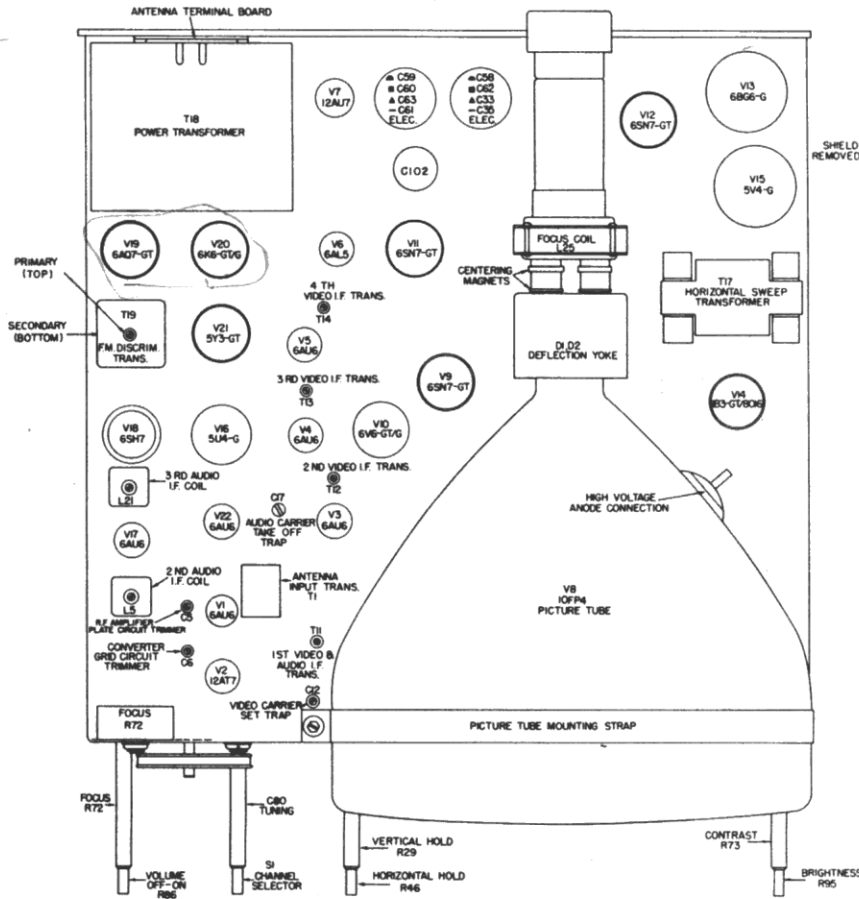 ANTENNA TERMINAL BOARD
T18
POWER TRANSFORMER
V7
12AU7
C59
C60
C63
C61
ELEC.
C58
C62
C33
C35
ELEC.
V12
6SN7-GT
V13
6BG6-G
SHIELD
REMOVED
C102
V15
5V4-G
V19
6AQ7-GT
V20
6K6-GT/G
V6
6AL5
V11
6SN7-GT
FOCUS COIL
L25
PRIMARY
(TOP)
CENTERING
MAGNETS
T17
HORIZONTAL SWEEP
TRANSFORMER
4 TH
VIDEO I.F. TRANS.
T14
SECONDARY
(BOTTOM)
T19
F.M. DISCRIM.
TRANS.
V21
5Y3-GT
V5
6AU6
D1,D2
DEFLECTION YOKE
3 RD VIDEO I.F. TRANS.
T13
V9
6SN7-GT
V14
1B3-GT/8016
V18
6SH7
V16
5U4-G
V4
6AU6
V10
6V6-GT/G
3 RD AUDIO
I.F. COIL
L21
2 ND VIDEO I.F. TRANS.
T12
C17
AUDIO CARRIER
TAKE OFF
TRAP
HIGH VOLTAGE
ANODE CONNECTION
V17
6AU6
V22
6AU6
V3
6AU6
2 ND AUDIO
I.F. COIL
L5
ANTENNA
INPUT TRANS.
T1
V8
10FP4
PICTURE TUBE
R.F. AMPLIFIER
PLATE CIRCUIT TRIMMER
C5
V1
6AU6
T11
1ST VIDEO &
AUDIO I.F.
TRANS.
CONVERTER
GRID CIRCUIT
TRIMMER
C6
V2
12AT7
C12
VIDEO CARRIER
SET TRAP
FOCUS
R72
PICTURE TUBE MOUNTING STRAP
FOCUS
R72
C80
TUNING
VERTICAL HOLD
R29
CONTRAST
R73
VOLUME
OFF-ON
R86
S1
CHANNEL
SELECTOR
HORIZONTAL HOLD
R46
BRIGHTNESS
R95